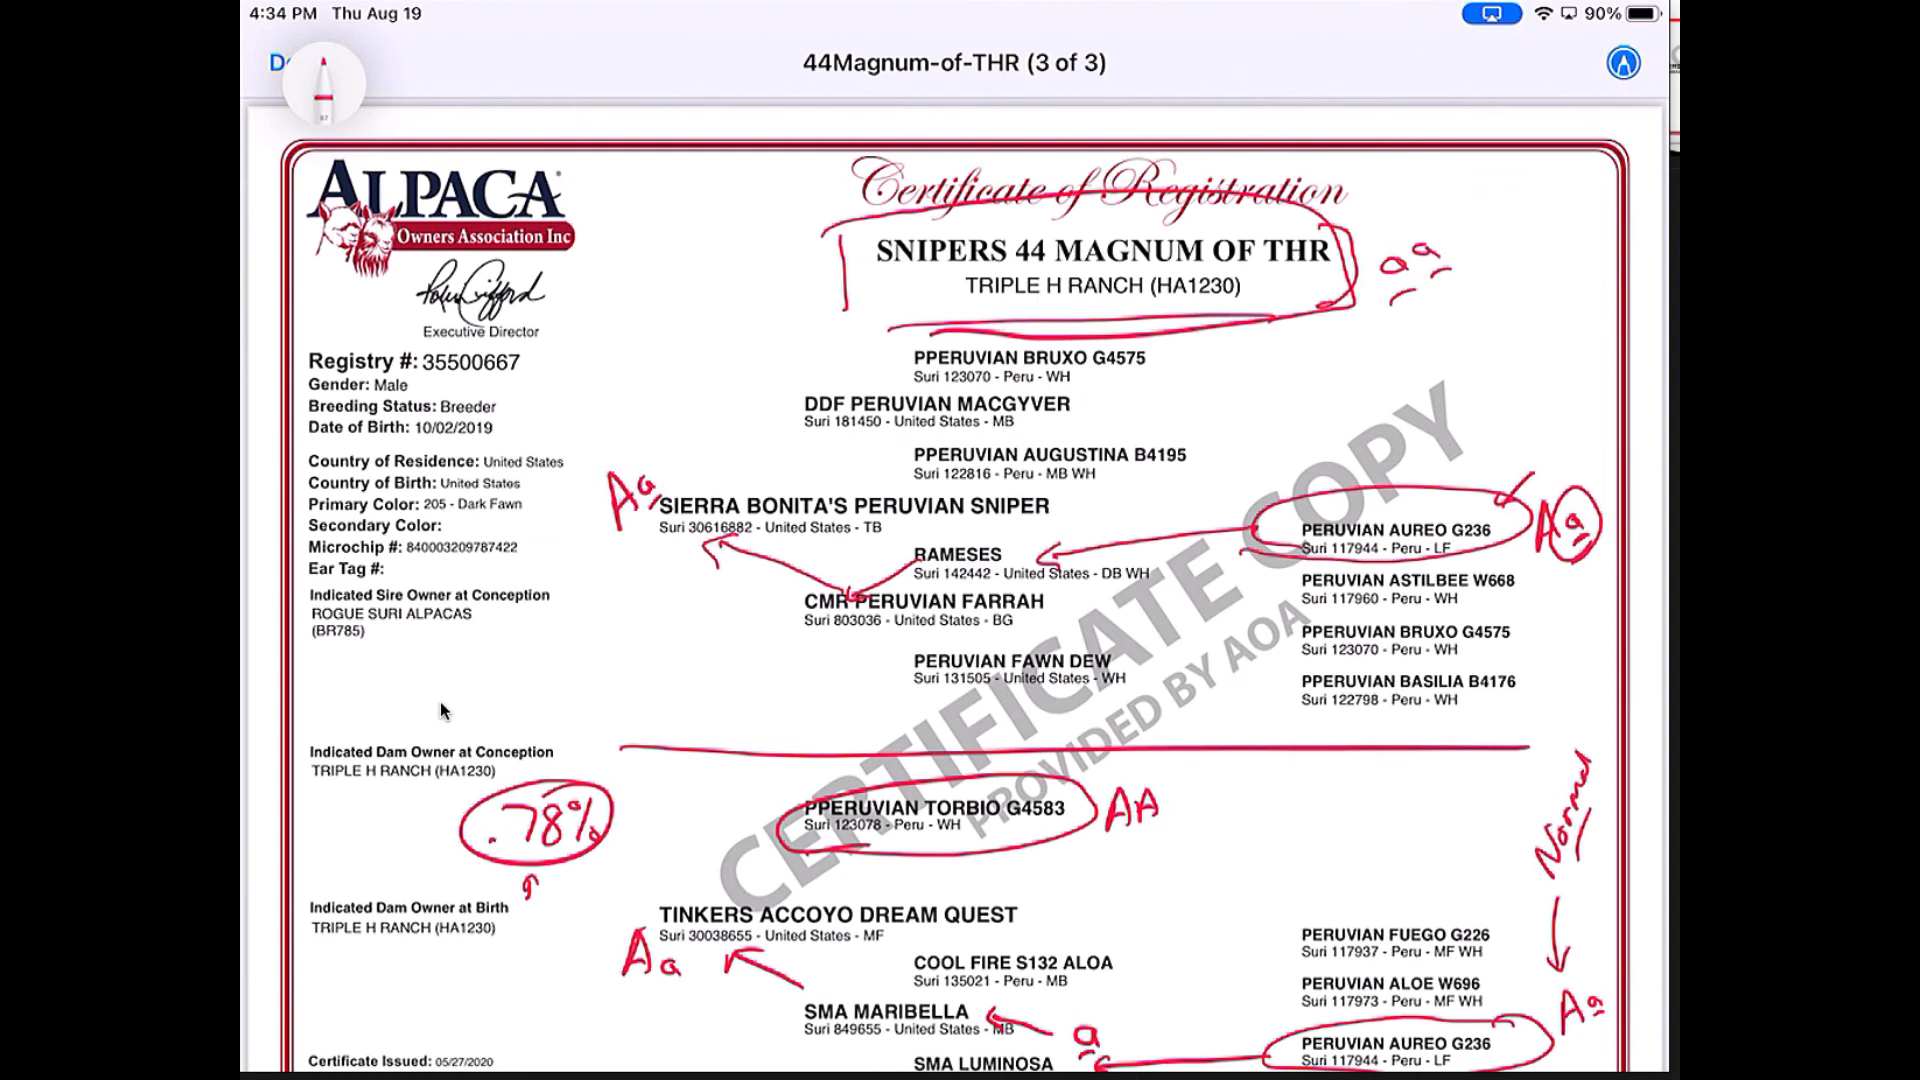 4:34 PM Thu Aug 19
90%
44Magnum-of-THR (3 of 3)
97
ALPACA
Owners Association Inc
Executive Director
Certificate of Registration
SNIPERS 44 MAGNUM OF THR
TRIPLE H RANCH (HA1230)
aa
Registry #: 35500667
Gender: Male
Breeding Status: Breeder
Date of Birth: 10/02/2019
Country of Residence: United States
Country of Birth: United States
Primary Color: 205 - Dark Fawn
Secondary Color:
Microchip #: 840003209787422
Ear Tag #:
Indicated Sire Owner at Conception
ROGUE SURI ALPACAS
(BR785)
Indicated Dam Owner at Conception
TRIPLE H RANCH (HA1230)
.78%
Indicated Dam Owner at Birth
TRIPLE H RANCH (HA1230)
Certificate Issued: 05/27/2020
PPERUVIAN BRUXO G4575
Suri 123070 - Peru - WH
DDF PERUVIAN MACGYVER
Suri 181450 - United States - MB
PPERUVIAN AUGUSTINA B4195
Suri 122816 - Peru - MB WH
Aa
SIERRA BONITA'S PERUVIAN SNIPER
Suri 30616882 - United States - TB
RAMESES
Suri 142442 - United States - DB WH
CMR PERUVIAN FARRAH
Suri 803036 - United States - BG
PERUVIAN FAWN DEW
Suri 131505 - United States - WH
PERUVIAN AUREO G236
Suri 117944 - Peru - LF
Aa
PERUVIAN ASTILBEE W668
Suri 117960 - Peru - WH
PPERUVIAN BRUXO G4575
Suri 123070 - Peru - WH
PPERUVIAN BASILIA B4176
Suri 122798 - Peru - WH
CERTIFICATE COPY
PROVIDED BY AOA
PPERUVIAN TORBIO G4583
Suri 123078 - Peru - WH
AA
Normal
TINKERS ACCOYO DREAM QUEST
Suri 30038655 - United States - MF
Aa
COOL FIRE S132 ALOA
Suri 135021 - Peru - MB
SMA MARIBELLA
Suri 849655 - United States - MB
a
SMA LUMINOSA
PERUVIAN FUEGO G226
Suri 117937 - Peru - MF WH
PERUVIAN ALOE W696
Suri 117973 - Peru - MF WH
Aa
PERUVIAN AUREO G236
Suri 117944 - Peru - LF